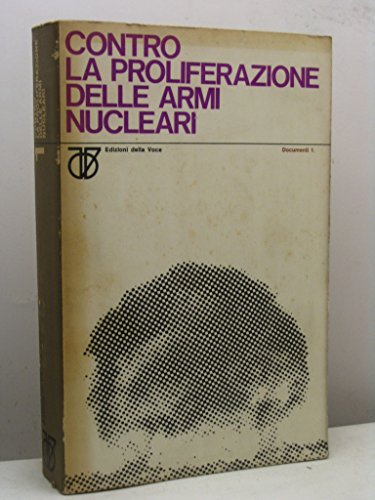 CONTRO
LA PROLIFERAZIONE
DELLE ARMI
NUCLEARI
Edizioni della Voce
Documenti 1.